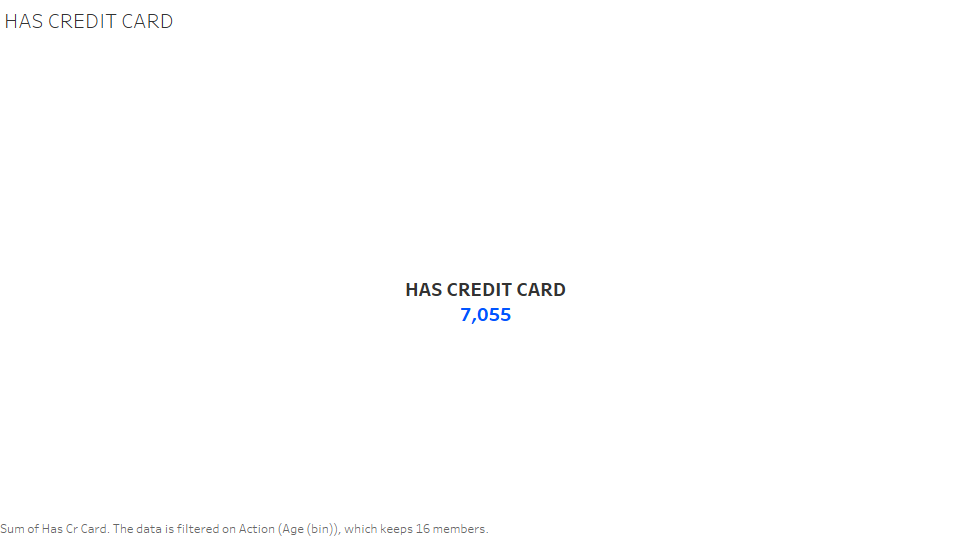 HAS CREDIT CARD
HAS CREDIT CARD
7,055
Sum of Has Cr Card. The data is filtered on Action (Age (bin)), which keeps 16 members.